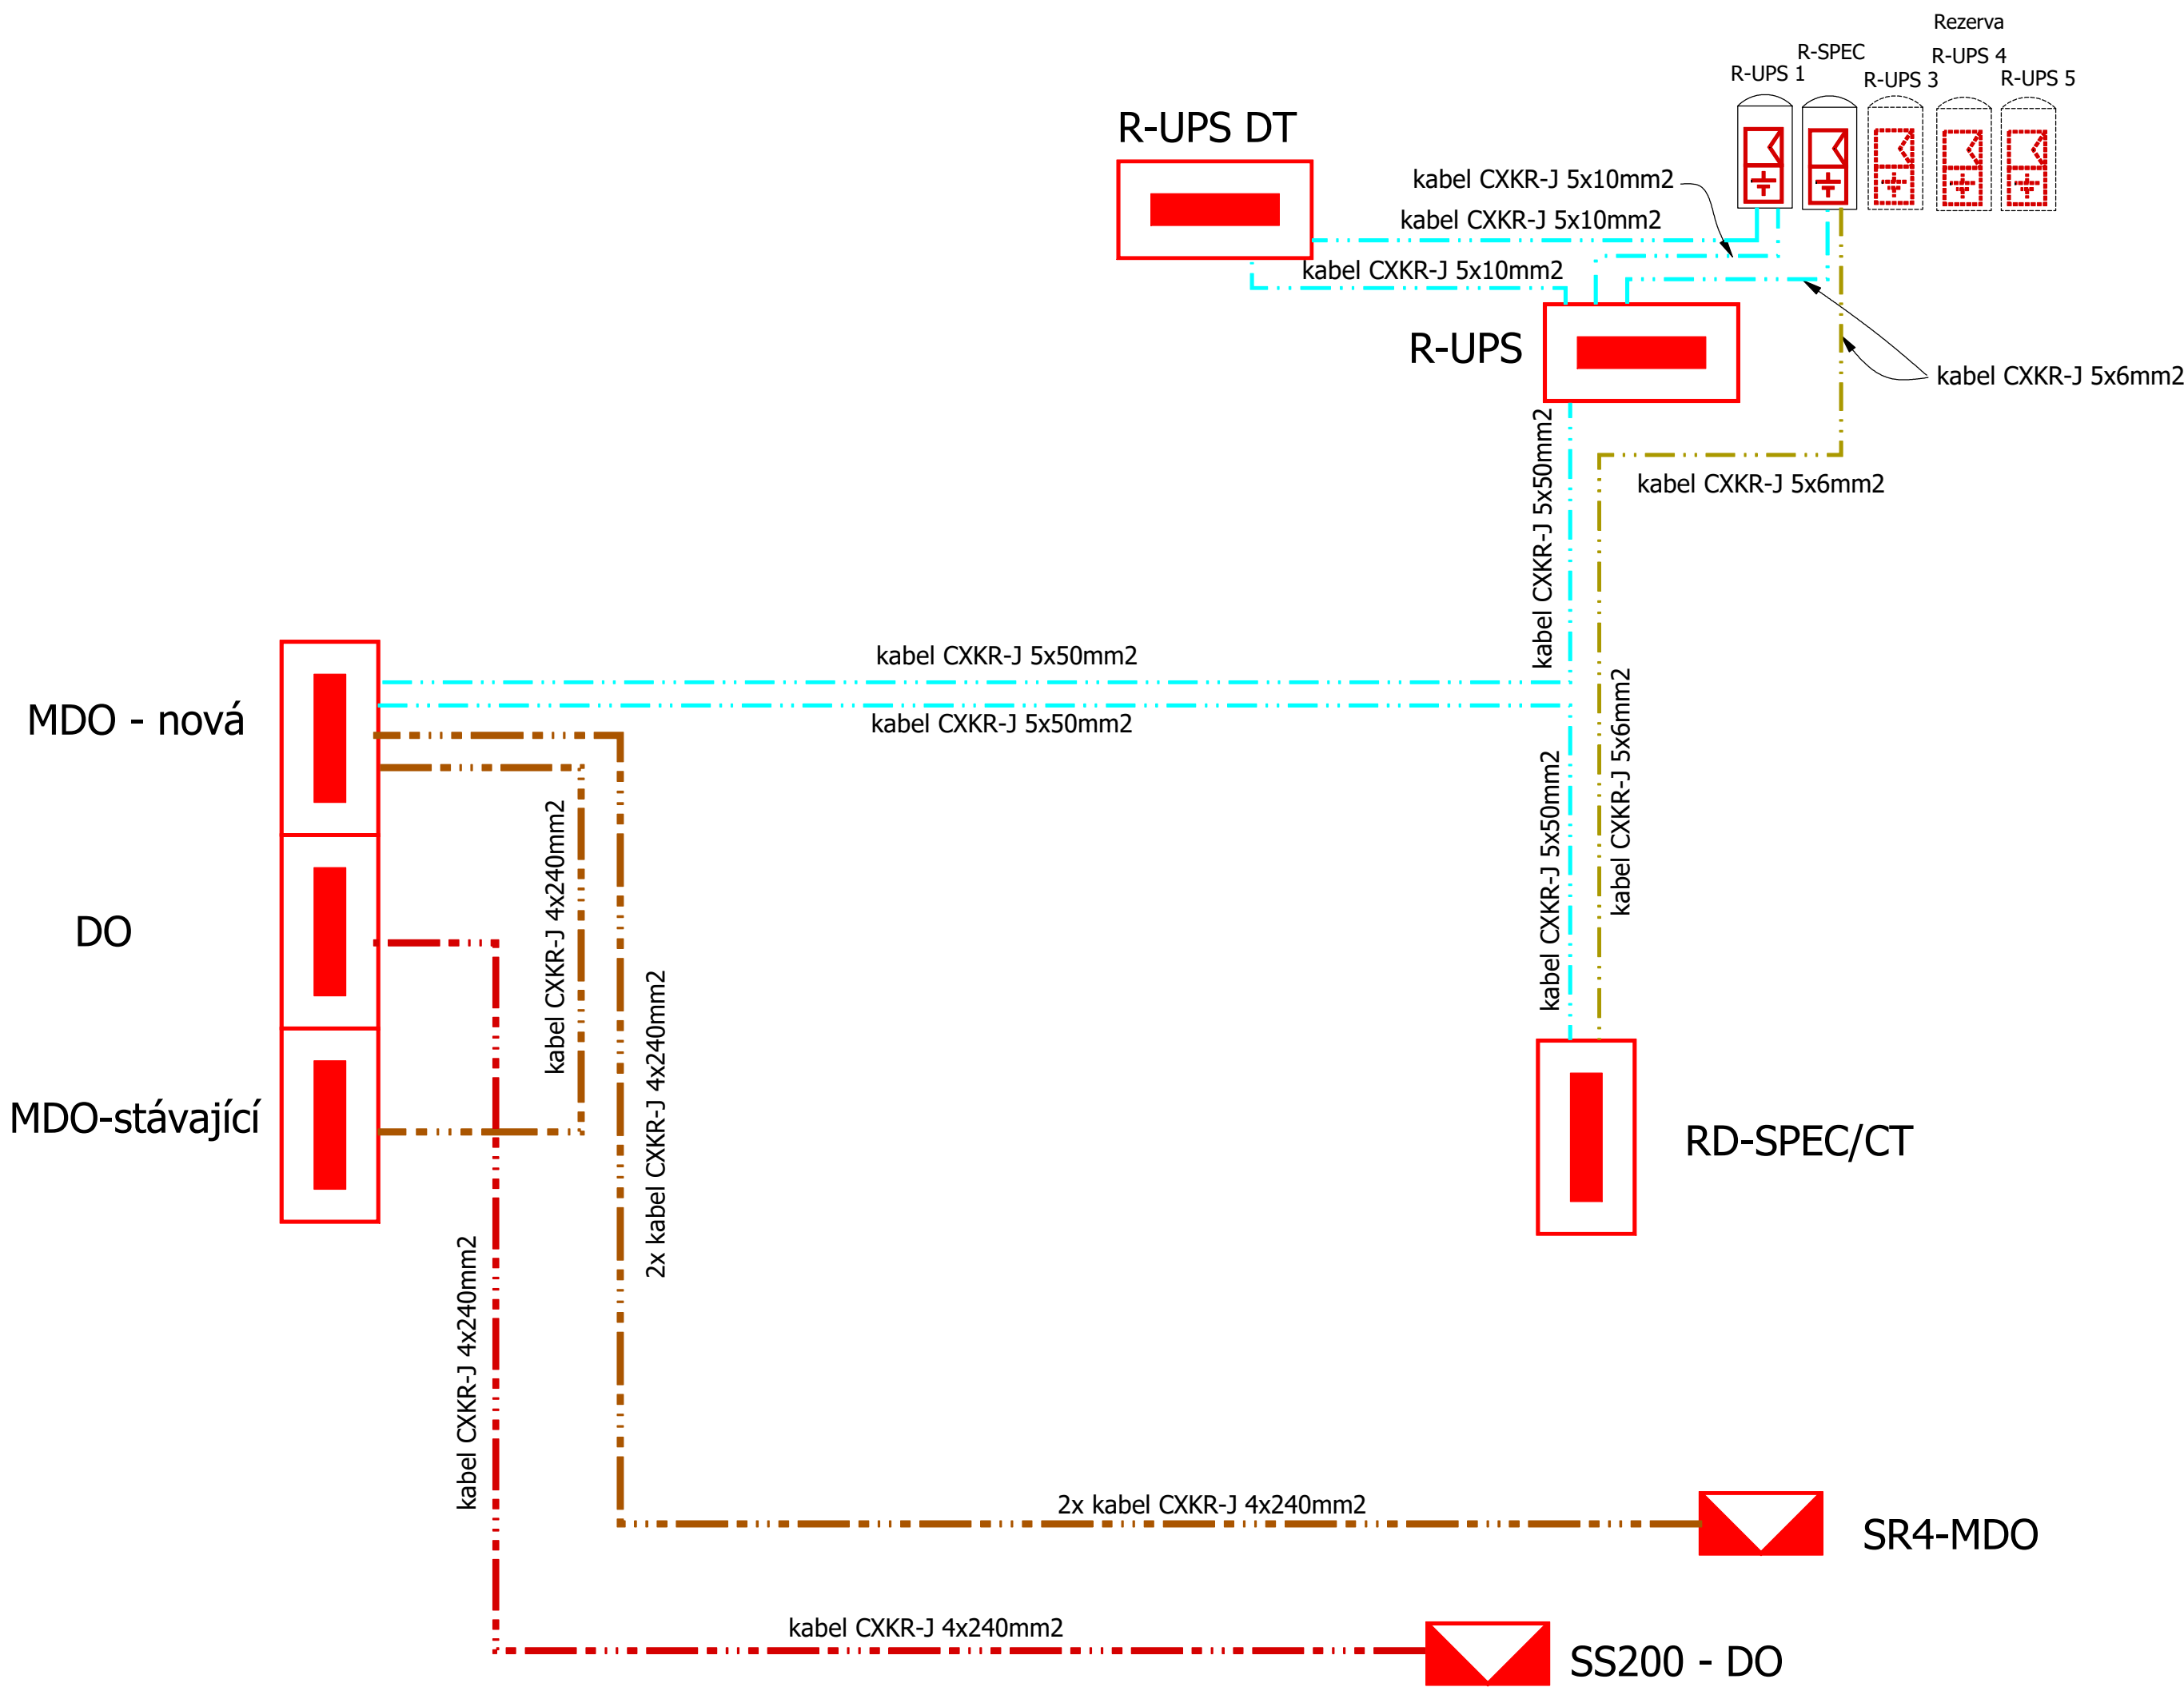 Rezerva
R-SPEC
R-UPS 4
R-UPS 1
R-UPS 3
R-UPS 5
R-UPS DT
kabel CXKR-J 5x10mm2
kabel CXKR-J 5x10mm2
kabel CXKR-J 5x10mm2
R-UPS
kabel CXKR-J 5x6mm2
kabel CXKR-J 5x50mm2
kabel CXKR-J 5x6mm2
kabel CXKR-J 5x50mm2
kabel CXKR-J 5x50mm2
kabel CXKR-J 5x6mm2
MDO - nová
kabel CXKR-J 5x50mm2
kabel CXKR-J 4x240mm2
DO
2x kabel CXKR-J 4x240mm2
MDO-stávající
RD-SPEC/CT
kabel CXKR-J 4x240mm2
2x kabel CXKR-J 4x240mm2
SR4-MDO
kabel CXKR-J 4x240mm2
SS200 - DO